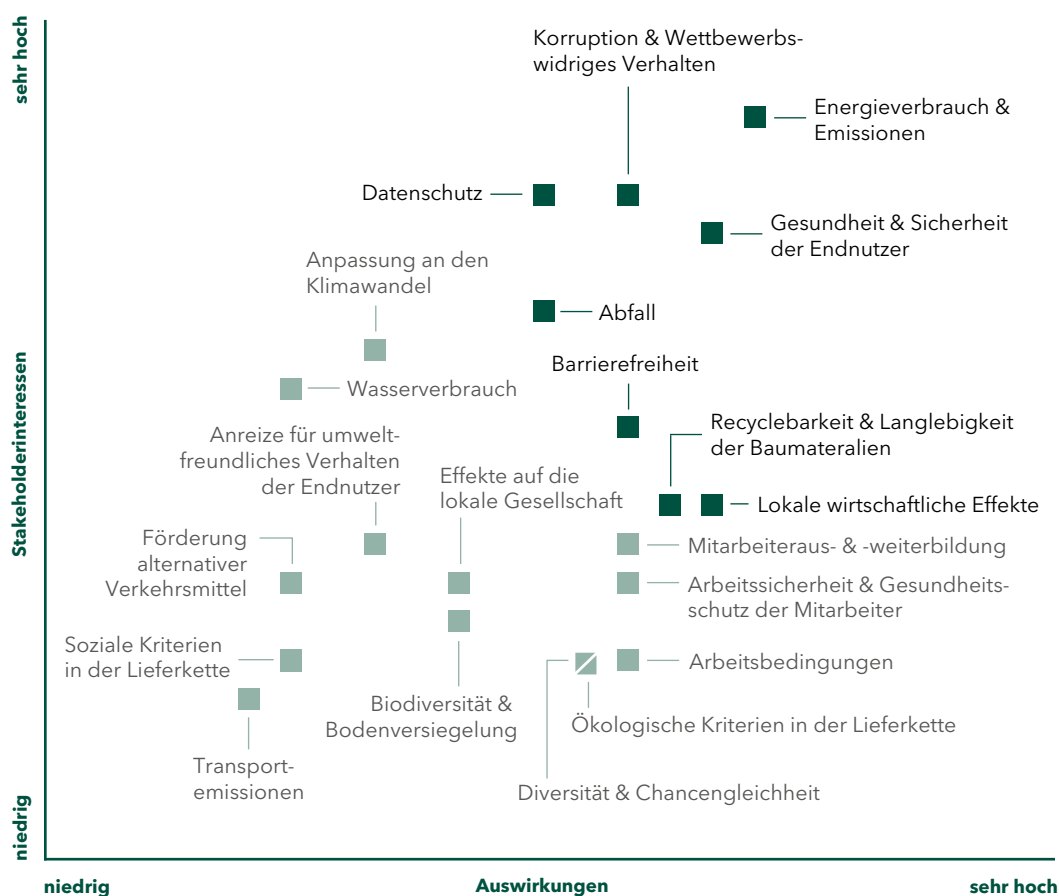 sehr hoch
Stakeholderinteressen
niedrig
Korruption & Wettbewerbs-
widriges Verhalten
Energieverbrauch &
Emissionen
Datenschutz
Gesundheit & Sicherheit
der Endnutzer
Anpassung an den
Klimawandel
Abfall
Barrierefreiheit
Wasserverbrauch
Recyclebarkeit & Langlebigkeit
der Baumaterialien
Anreize für umwelt-
freundliches Verhalten
der Endnutzer
Effekte auf die
lokale Gesellschaft
Lokale wirtschaftliche Effekte
Förderung
alternativer
Verkehrsmittel
Mitarbeiteraus- & -weiterbildung
Arbeitssicherheit & Gesundheits-
schutz der Mitarbeiter
Soziale Kriterien
in der Lieferkette
Arbeitsbedingungen
Biodiversität &
Bodenversiegelung
Ökologische Kriterien in der Lieferkette
Transport-
emissionen
Diversität & Chancengleichheit
niedrig
Auswirkungen
sehr hoch